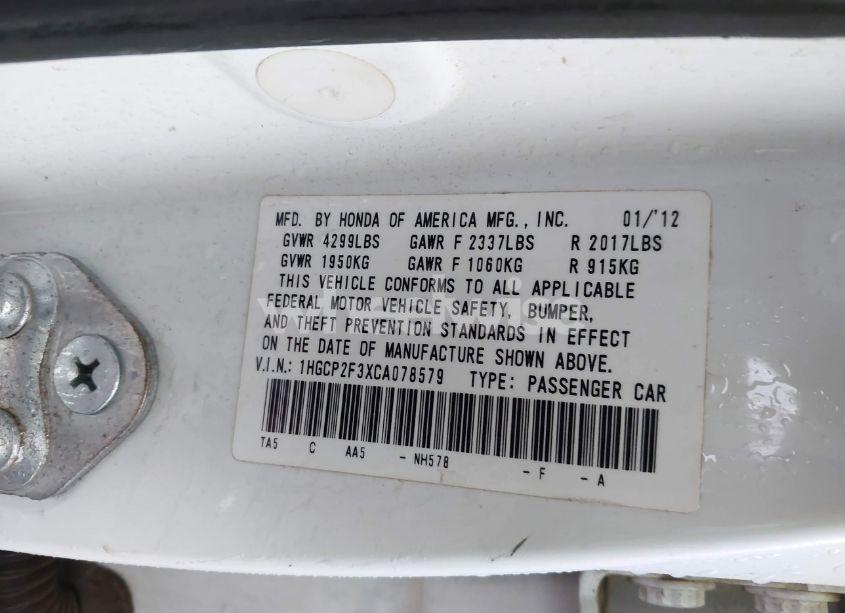 MFD. BY HONDA OF AMERICA MFG., INC. 01/'12
GVWR 4299LBS GAWR F 2337LBS R 2017LBS
GVWR 1950KG GAWR F 1060KG R 915KG
THIS VEHICLE CONFORMS TO ALL APPLICABLE
FEDERAL MOTOR VEHICLE SAFETY, BUMPER,
AND THEFT PREVENTION STANDARDS IN EFFECT
ON THE DATE OF MANUFACTURE SHOWN ABOVE.
V.I.N.: 1HGCP2F3XCA078579 TYPE: PASSENGER CAR
TA5 C AA5 - NH578 - F - A